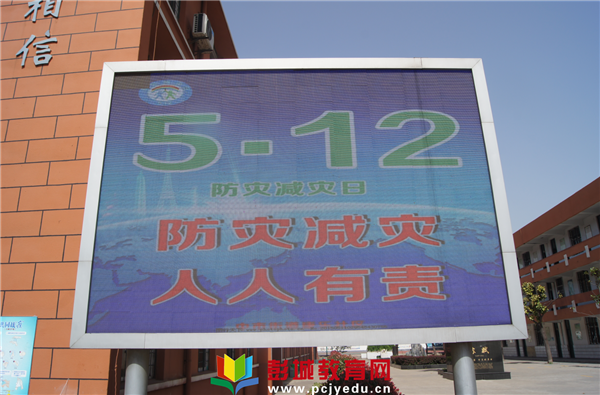 相信
5·12
防灾减灾日
防灾减灾
人人有责
彭城教育网
www.pcjyedu.cn